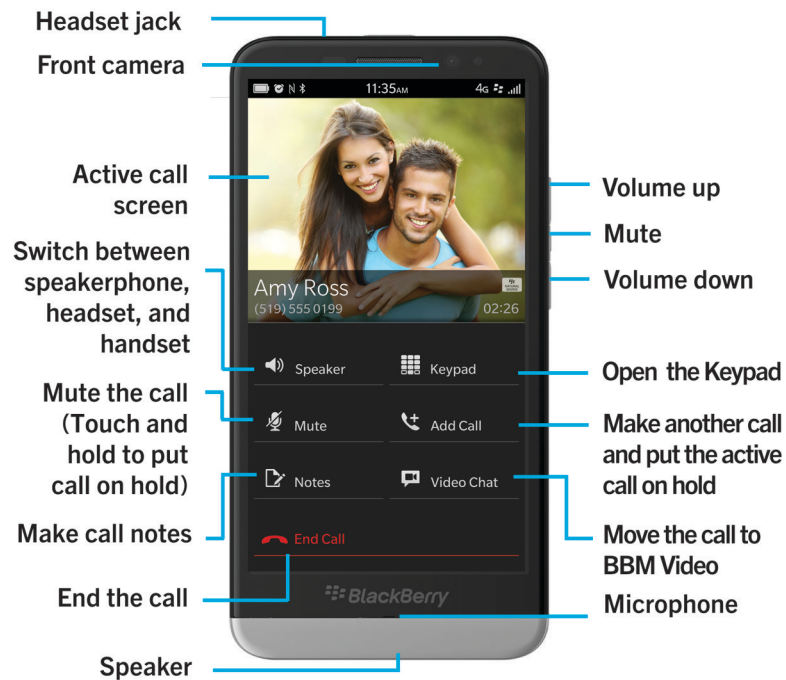 Headset jack
Front camera
11:35AM
4G
Active call
screen
Volume up
Mute
Volume down
Switch between
speakerphone,
headset, and
handset
Amy Ross
(519) 555 0199
02:26
Speaker
Keypad
Open the Keypad
Mute the call
(Touch and
hold to put
call on hold)
Mute
Add Call
Make another call
and put the active
call on hold
Notes
Video Chat
Make call notes
Move the call to
BBM Video
End Call
End the call
BlackBerry
Microphone
Speaker